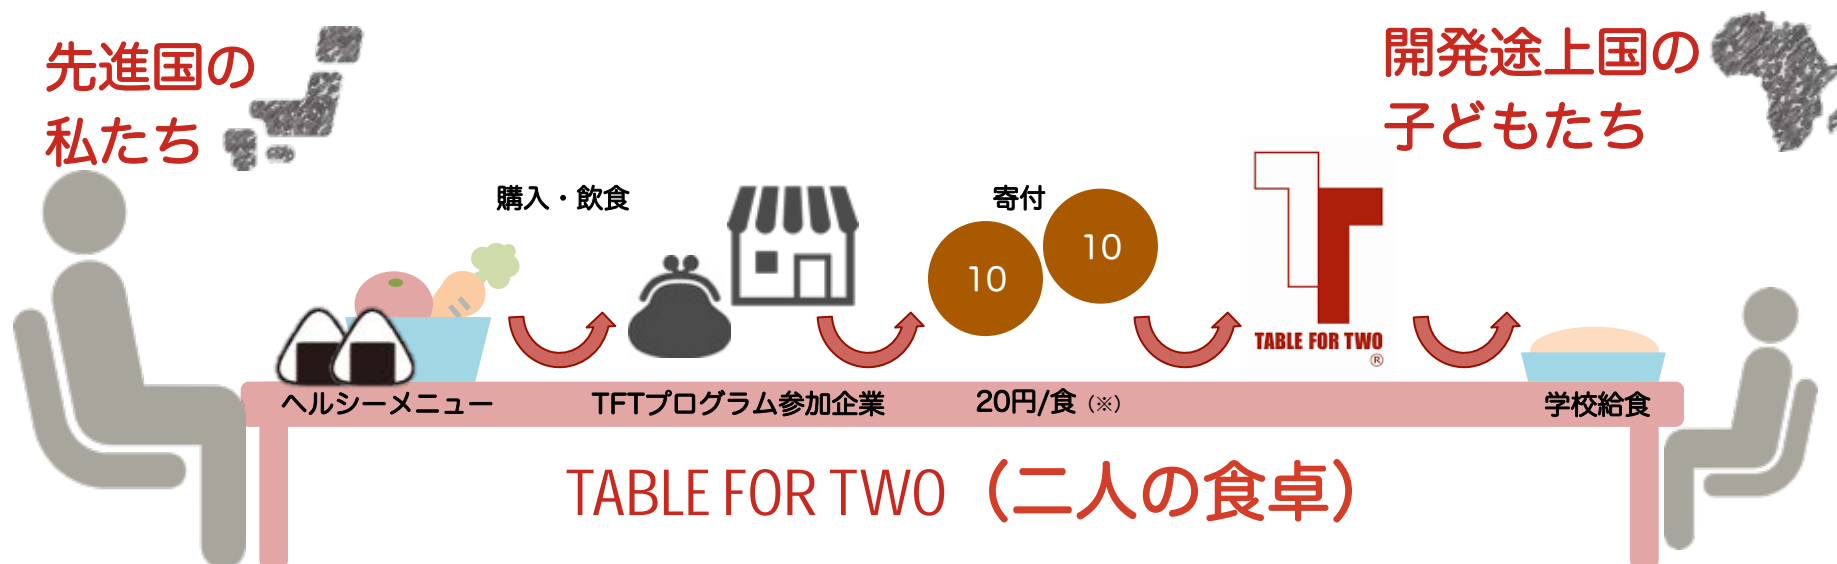 先進国の
私たち
開発途上国の
子どもたち
購入・飲食
寄付
10
10
TABLE FOR TWO
®
ヘルシーメニュー
TFTプログラム参加企業
20円/食（※）
学校給食
TABLE FOR TWO（二人の食卓）